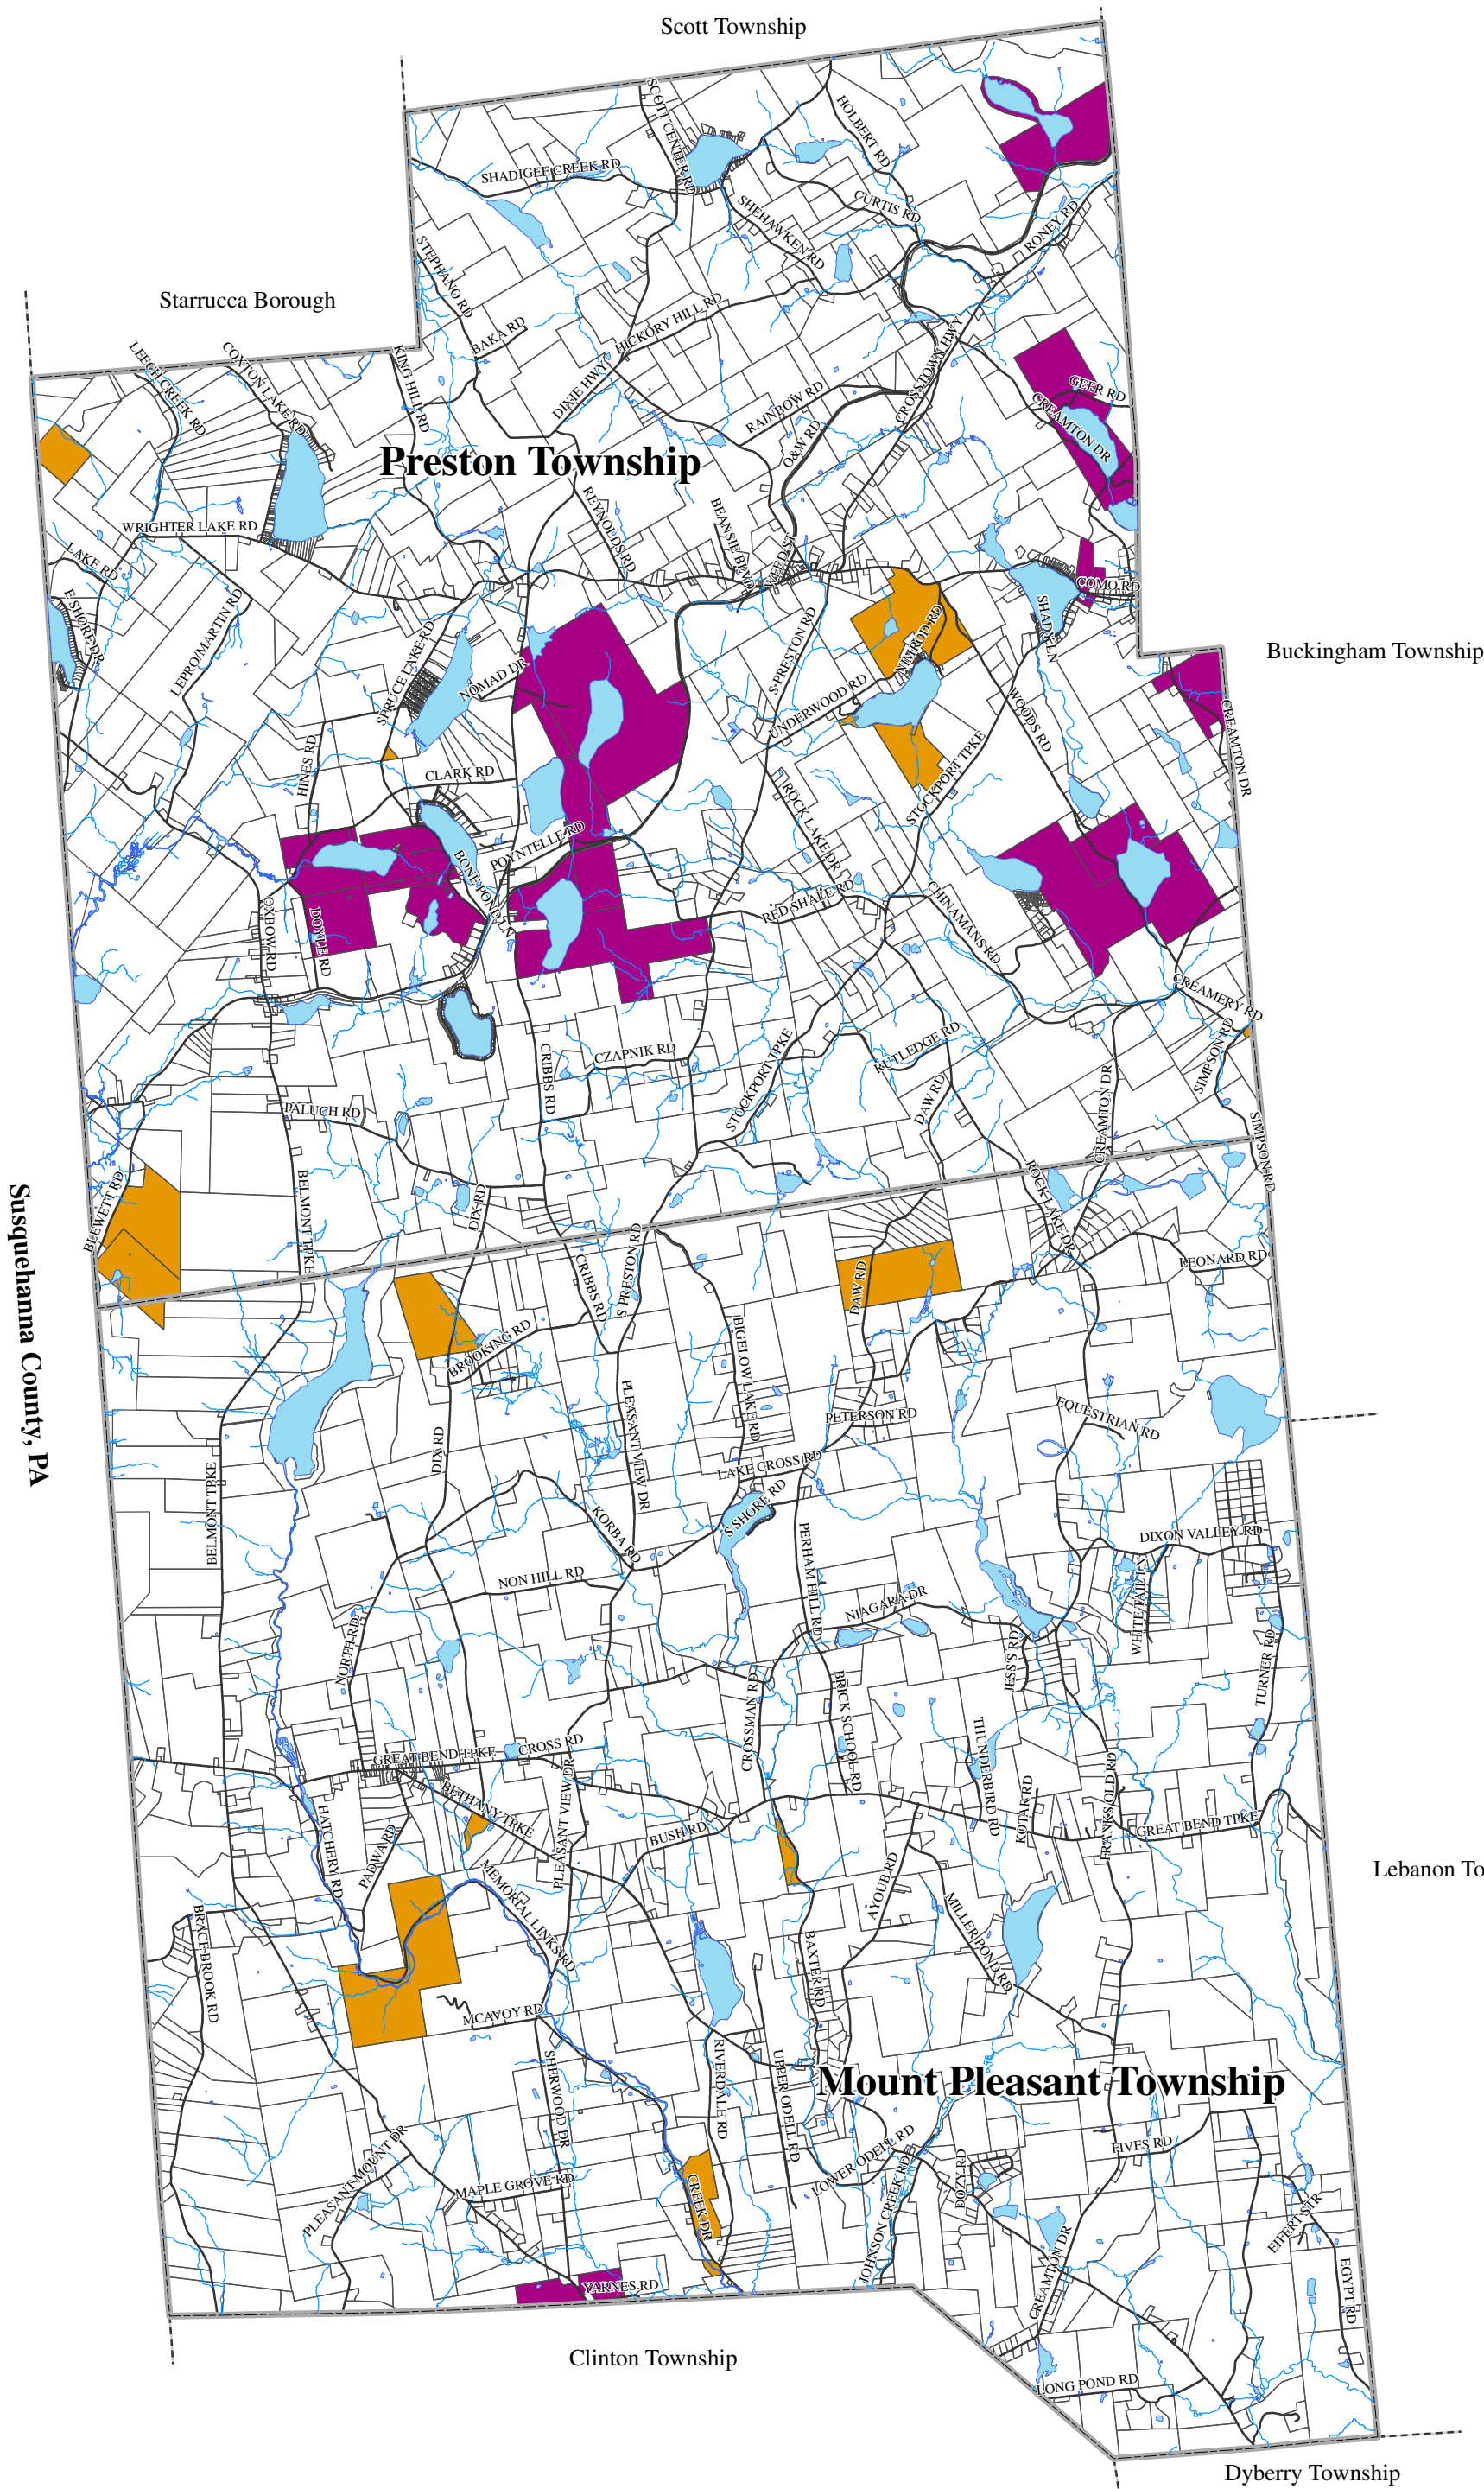 Scott Township
SCOTT CENTER RD
HOLBERT RD
SHADIGEE CREEK RD
CURTIS RD
SHEHAWKEN RD
RONEY RD
STEPHANO RD
Starrucca Borough
HICKORY HILL RD
BAKA RD
LEECH CREEK RD
COXTON LAKE RD
KING HILL RD
DIXIE HWY
CROSSTOWN HWY
RAINBOW RD
GEER RD
CREAMTON DR
O&W RD
Preston Township
REYNOLDS RD
BEANSIE BLVD
WEED ST
WRIGHTER LAKE RD
LAKE RD
COMO RD
E SHORE DR
LEPRO/MARTIN RD
SPRUCE LAKE RD
NOMAD DR
S PRESTON RD
NIMROD RD
SHADY LN
Buckingham Township
UNDERWOOD RD
WOODS RD
CREAMTON DR
HINES RD
CLARK RD
STOCKPORT TPKE
ROCK LAKE DR
POYNTELLE RD
BONE POND LN
RED SHALE RD
CHINAMANS RD
OXBOW RD
DOYLE RD
CREAMERY RD
SIMPSON RD
CRIBBS RD
CZAPNIK RD
STOCKPORT TPKE
RUTLEDGE RD
DAW RD
CREAMTON DR
PALUCH RD
SIMPSON RD
BLEWETT RD
BELMONT TPKE
DIX RD
ROCK LAKE DR
Susquehanna County, PA
CRIBBS RD
S PRESTON RD
DAW RD
LEONARD RD
BROOKING RD
BIGELOW LAKE RD
PLEASANT VIEW DR
PETERSON RD
EQUESTRIAN RD
DIX RD
LAKE CROSS RD
BELMONT TPKE
S SHORE RD
KORBA RD
PERHAM HILL RD
DIXON VALLEY RD
WHITETAIL LN
NON HILL RD
NIAGARA DR
NORTH RD
JESS'S RD
TURNER RD
CROSSMAN RD
BRICK SCHOOL RD
THUNDERBIRD RD
GREAT BEND TPKE
CROSS RD
BETHANY TPKE
PLEASANT VIEW DR
KOTAR RD
FRANKS/OLD RD
GREAT BEND TPKE
HATCHERY RD
PADWA RD
BUSH RD
AYOUB RD
Lebanon To
MEMORIAL LINKS RD
MILLER POND RD
BRACE BROOK RD
BAXTER RD
MCAVOY RD
SHERWOOD DR
RIVERDALE RD
UPPER ODELL RD
Mount Pleasant Township
PLEASANT MOUNT DR
LOWER ODELL RD
FIVES RD
MAPLE GROVE RD
CREEK DR
JOHNSON CREEK RD
DOZY CREY
EIFERT STR
CREAMTON DR
EGYPT RD
YARNES RD
Clinton Township
LONG POND RD
Dyberry Township